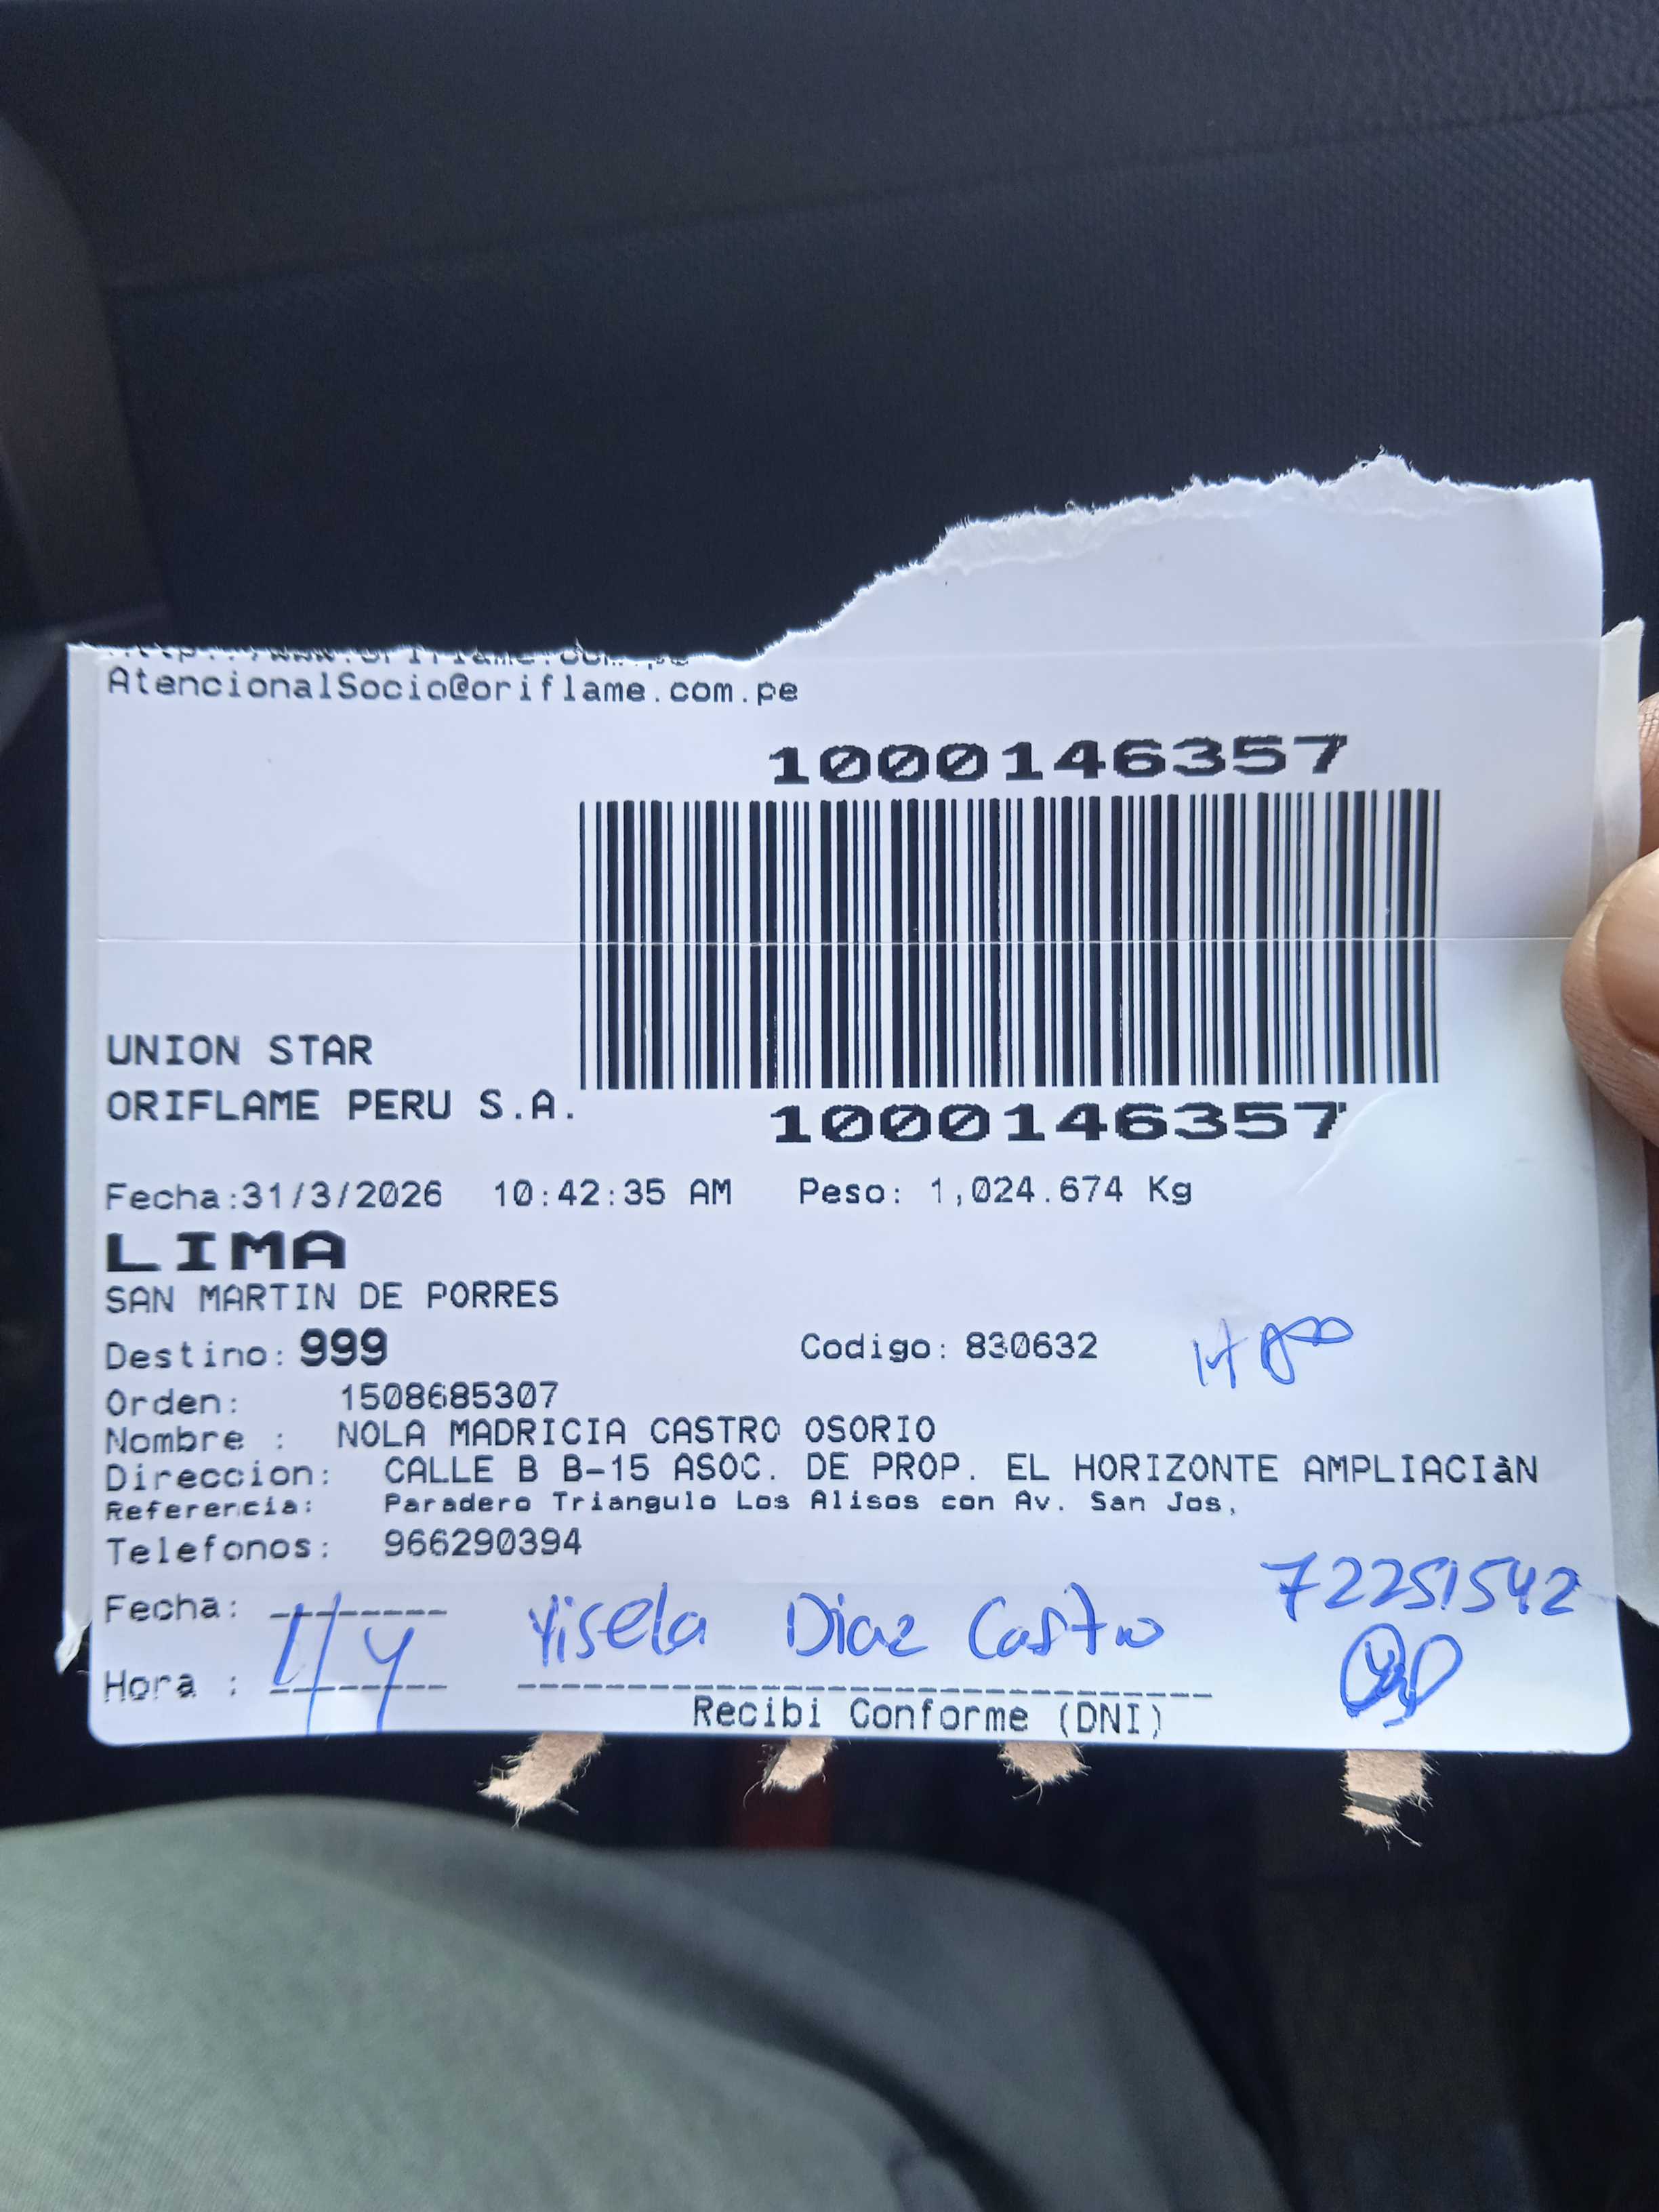 AtencionalSocio@oriflame.com.pe
1000146357
UNION STAR
ORIFLAME PERU S.A.
1000146357
Fecha:31/3/2026 10:42:35 AM Peso: 1,024.674 Kg
LIMA
SAN MARTIN DE PORRES
Destino: 999 Codigo: 830632
Orden: 1508685307
Nombre : NOLA MADRICIA CASTRO OSORIO
Direccion: CALLE B B-15 ASOC. DE PROP. EL HORIZONTE AMPLIACIàN
Referencia: Paradero Triangulo Los Alisos con Av. San Jos,
Telefonos: 966290394
72251542
Fecha: 1/4 Yisela Diaz Castro
Hora :
Recibi Conforme (DNI)